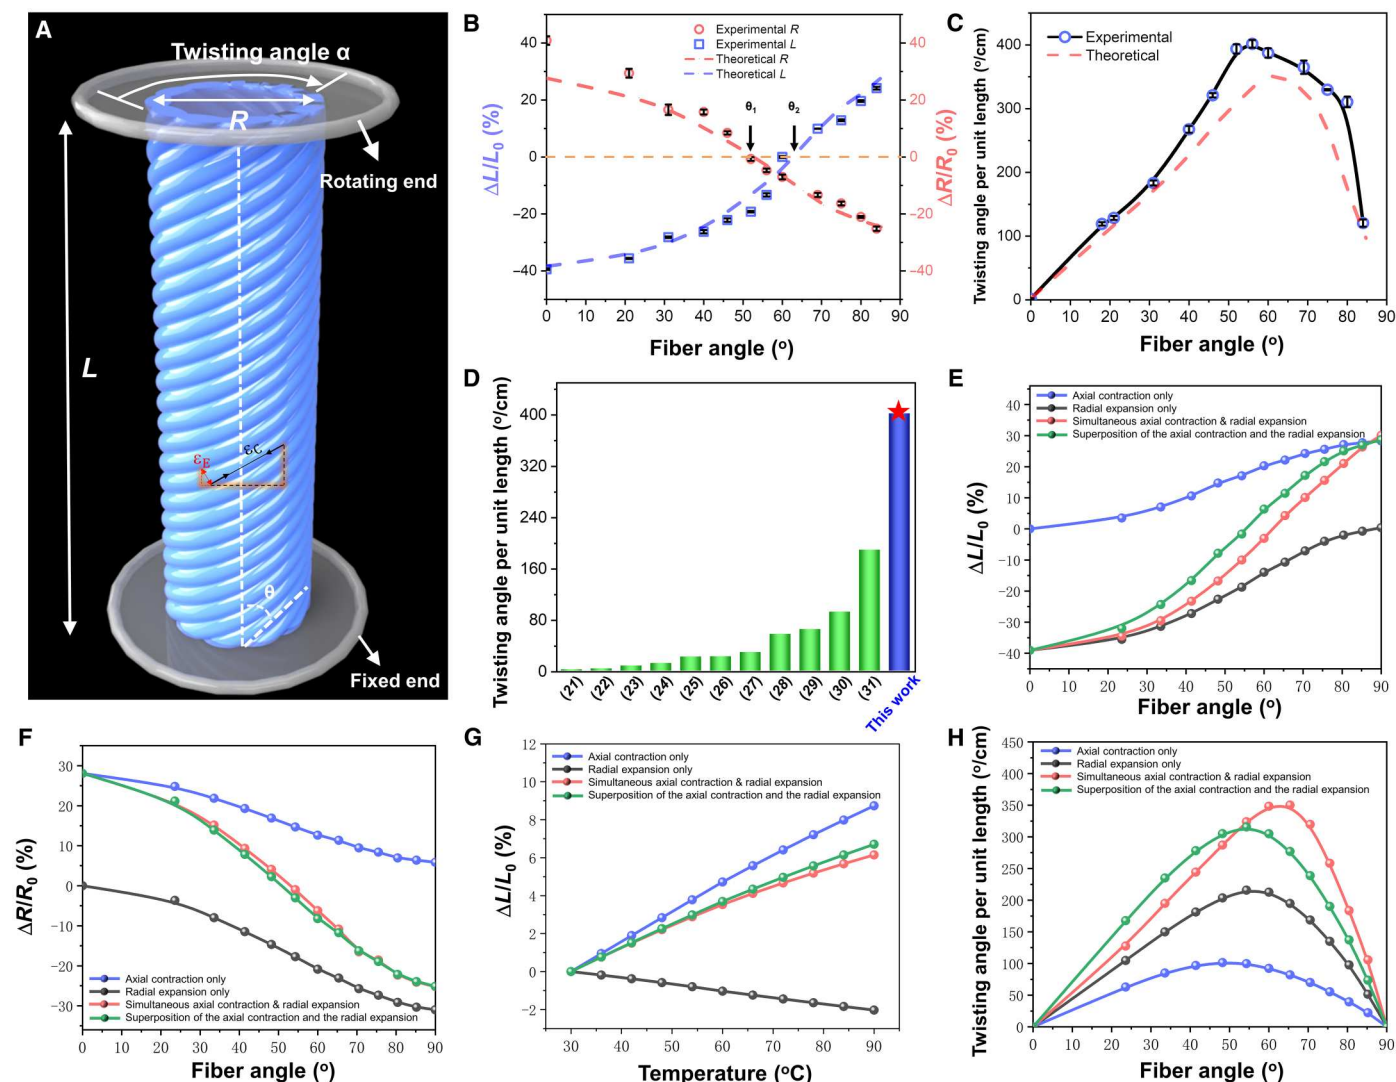 A
Twisting angle α
R
Rotating end
L
εE
εC
θ
Fixed end
B
Experimental R
Experimental L
Theoretical R
Theoretical L
θ1
θ2
40
20
0
−20
−40
40
20
0
−20
−40
ΔL/L0 (%)
ΔR/R0 (%)
0 10 20 30 40 50 60 70 80 90
Fiber angle (o)
C
Experimental
Theoretical
400
300
200
100
0
Twisting angle per unit length (o/cm)
0 10 20 30 40 50 60 70 80 90
Fiber angle (o)
D
400
320
240
160
80
0
Twisting angle per unit length (o/cm)
(21) (22) (23) (24) (25) (26) (27) (28) (29) (30) (31) This work
E
Axial contraction only
Radial expansion only
Simultaneous axial contraction & radial expansion
Superposition of the axial contraction and the radial expansion
40
30
20
10
0
−10
−20
−30
−40
ΔL/L0 (%)
0 10 20 30 40 50 60 70 80 90
Fiber angle (o)
F
30
20
10
0
−10
−20
−30
ΔR/R0 (%)
Axial contraction only
Radial expansion only
Simultaneous axial contraction & radial expansion
Superposition of the axial contraction and the radial expansion
0 10 20 30 40 50 60 70 80 90
Fiber angle (o)
G
Axial contraction only
Radial expansion only
Simultaneous axial contraction & radial expansion
Superposition of the axial contraction and the radial expansion
12
10
8
6
4
2
0
−2
ΔL/L0 (%)
30 40 50 60 70 80 90
Temperature (oC)
H
Axial contraction only
Radial expansion only
Simultaneous axial contraction & radial expansion
Superposition of the axial contraction and the radial expansion
450
400
350
300
250
200
150
100
50
0
Twisting angle per unit length (o/cm)
0 10 20 30 40 50 60 70 80 90
Fiber angle (o)